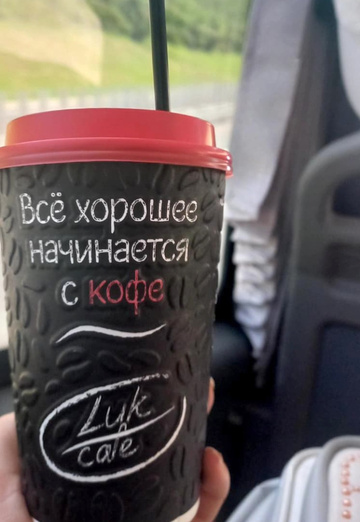 Всё хорошее
начинается
с кофе
Luk
cafe